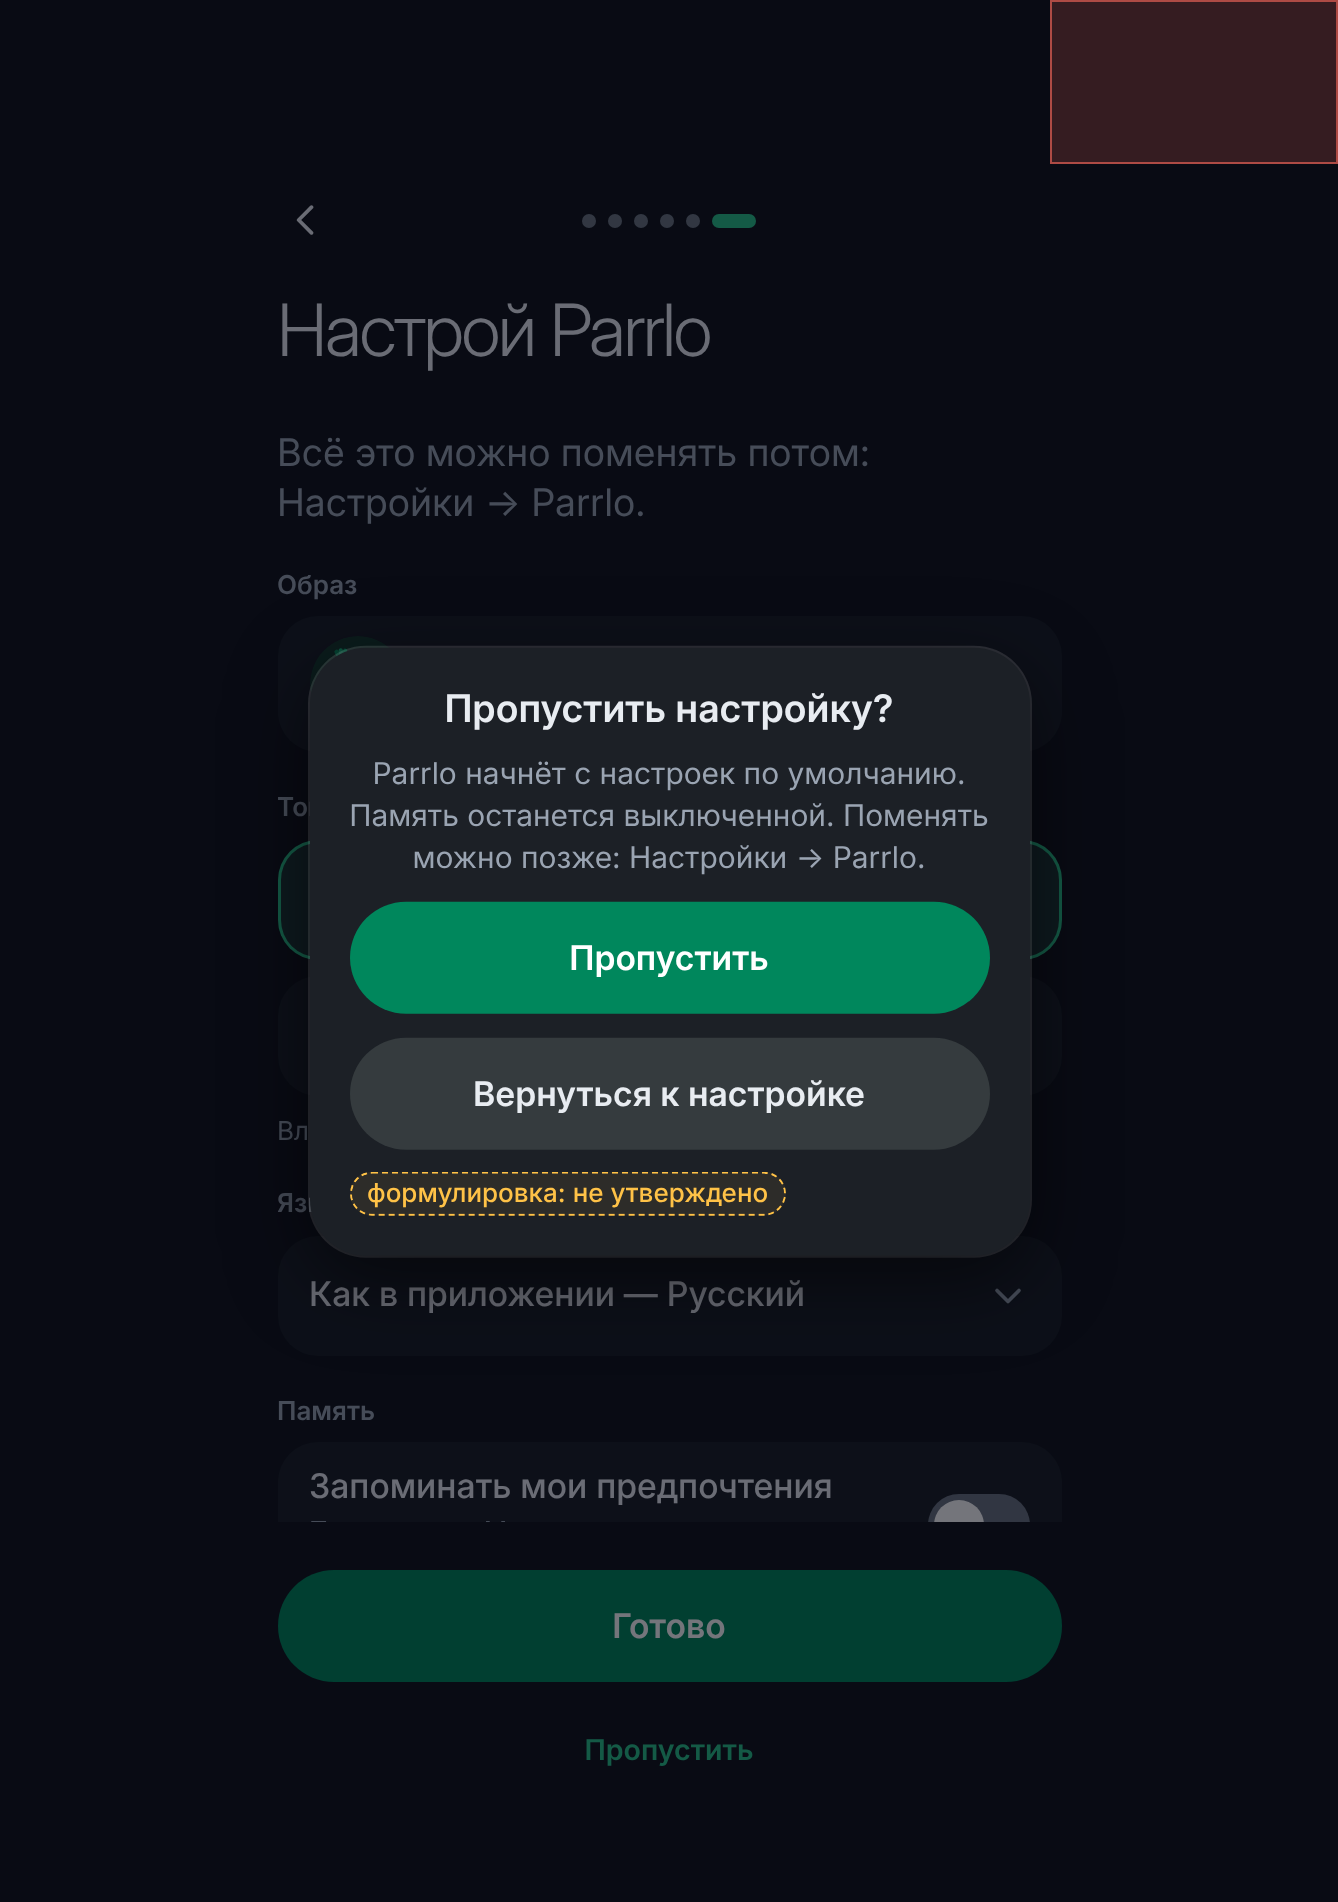 Настрой Parrlo
Всё это можно поменять потом:
Настройки → Parrlo.
Образ
Пропустить настройку?
Parrlo начнёт с настроек по умолчанию.
Память останется выключенной. Поменять
можно позже: Настройки → Parrlo.
Пропустить
Вернуться к настройке
формулировка: не утверждено
Как в приложении — Русский
Память
Запоминать мои предпочтения
Готово
Пропустить